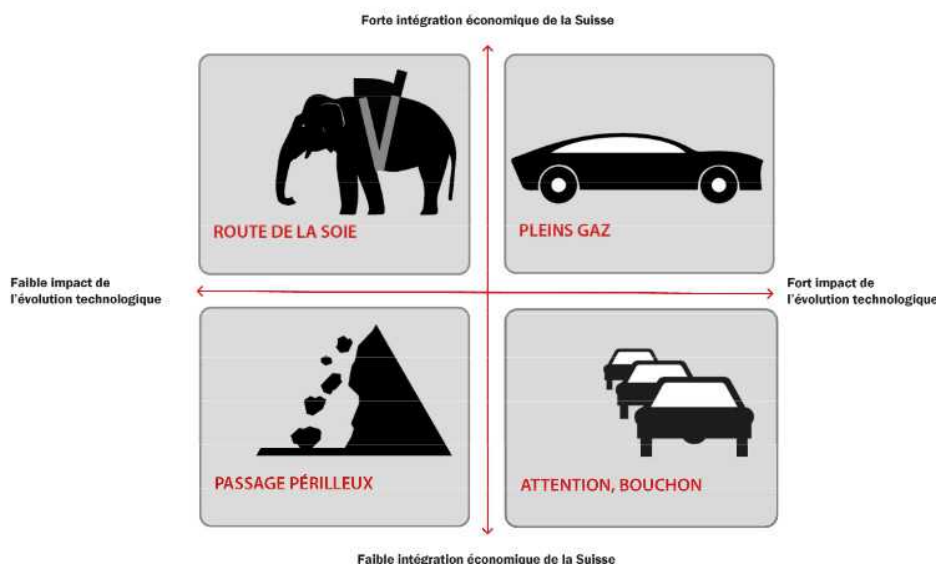 Forte intégration économique de la Suisse
ROUTE DE LA SOIE
PLEINS GAZ
Faible impact de
l'évolution technologique
Fort impact de
l'évolution technologique
PASSAGE PÉRILLEUX
ATTENTION, BOUCHON
Faible intégration économique de la Suisse